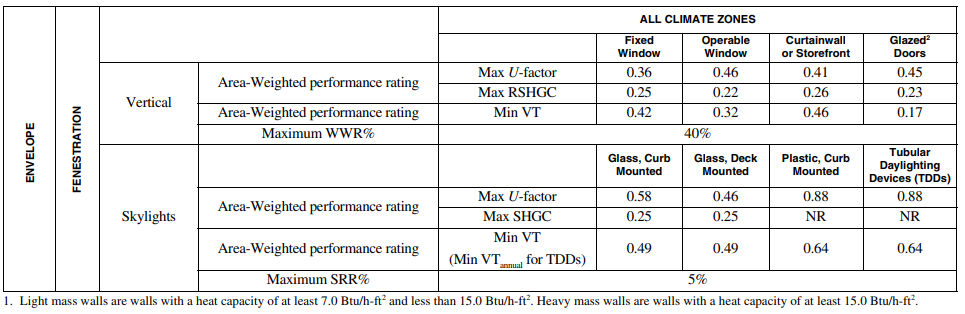 ALL CLIMATE ZONES
Fixed Window Operable Window Curtainwall or Storefront Glazed² Doors
ENVELOPE
FENESTRATION
Vertical
Area-Weighted performance rating Max U-factor 0.36 0.46 0.41 0.45
Max RSHGC 0.25 0.22 0.26 0.23
Area-Weighted performance rating Min VT 0.42 0.32 0.46 0.17
Maximum WWR% 40%
Skylights
Glass, Curb Mounted Glass, Deck Mounted Plastic, Curb Mounted Tubular Daylighting Devices (TDDs)
Area-Weighted performance rating Max U-factor 0.58 0.46 0.88 0.88
Max SHGC 0.25 0.25 NR NR
Area-Weighted performance rating Min VT (Min VTannual for TDDs) 0.49 0.49 0.64 0.64
Maximum SRR% 5%
1. Light mass walls are walls with a heat capacity of at least 7.0 Btu/h-ft² and less than 15.0 Btu/h-ft². Heavy mass walls are walls with a heat capacity of at least 15.0 Btu/h-ft².